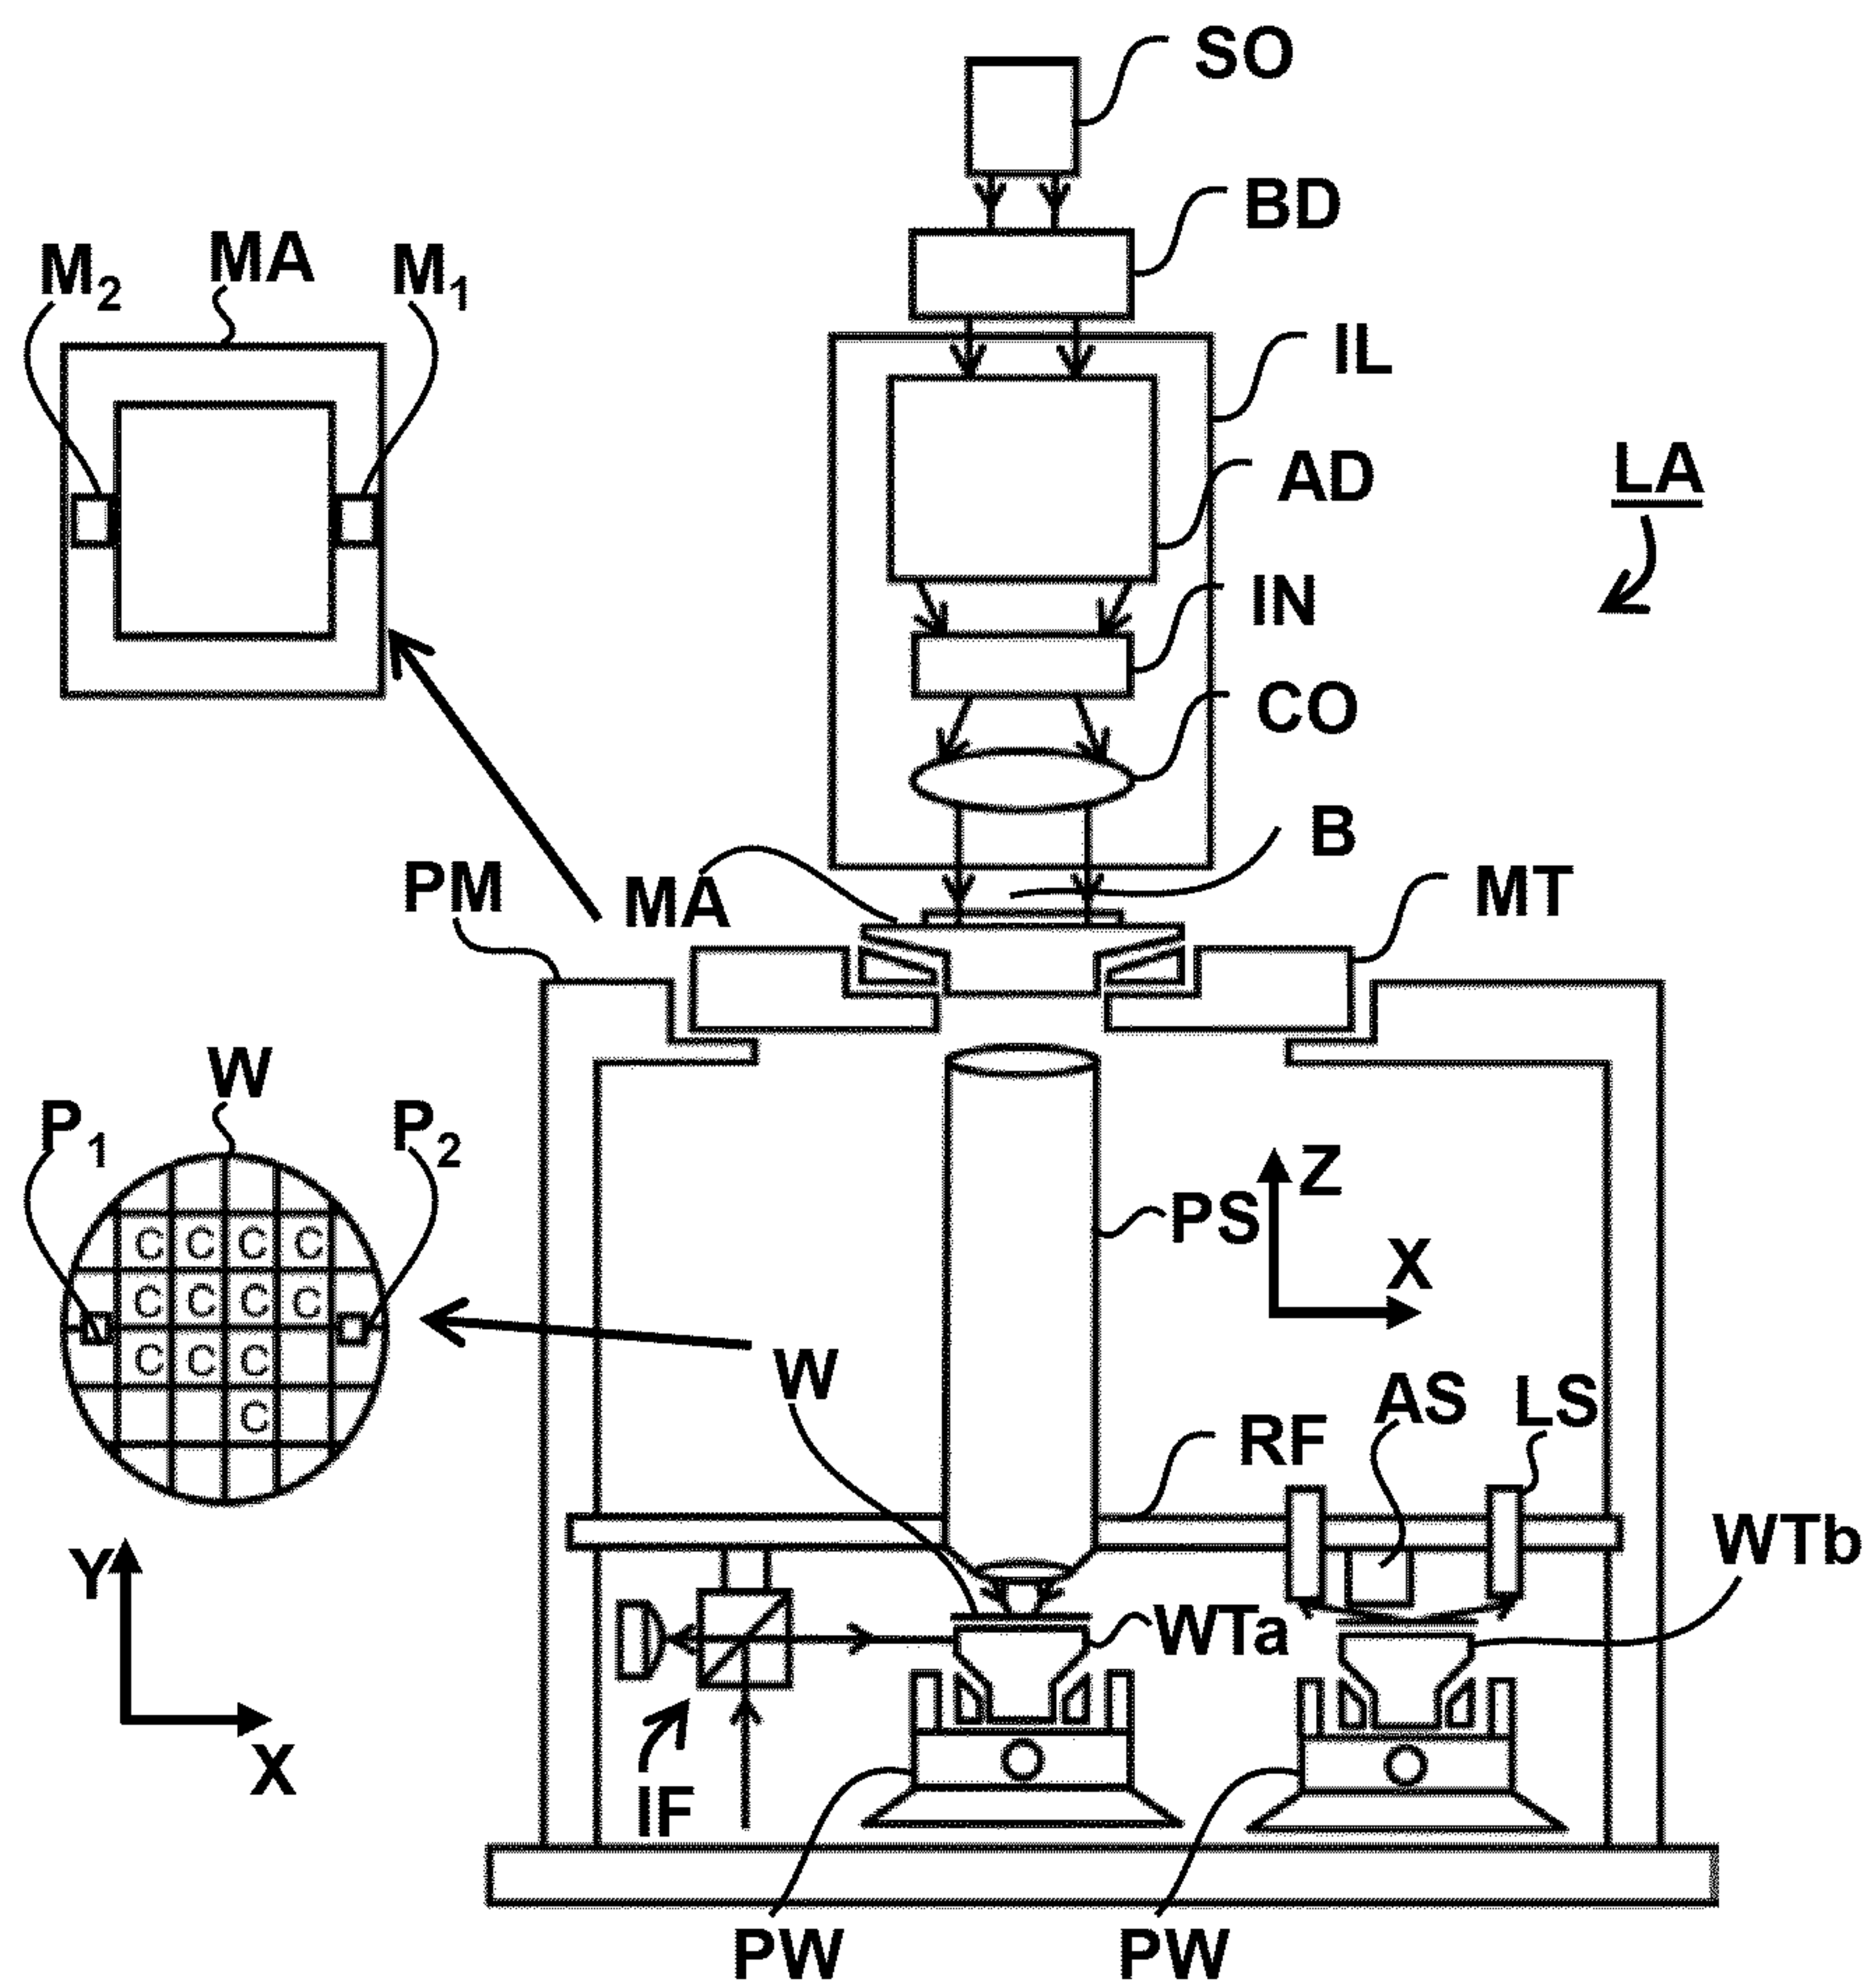 SO
BD
M2 MA M1
IL
LA
AD
IN
CO
B
PM MA MT
W
P1 P2
Z
PS
X
C C C C
C C C C
C C C
C
W AS LS
RF
Y WTb
WTa
X
IF
PW PW